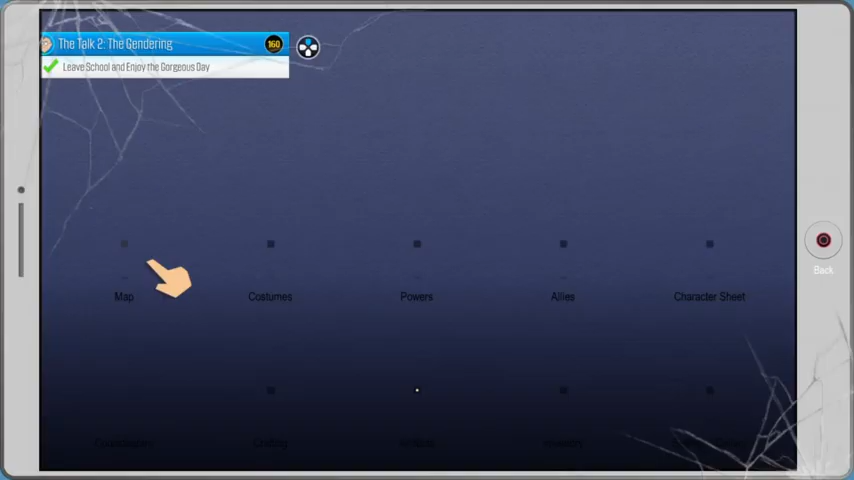 The Talk 2: The Gendering 160
Leave School and Enjoy the Gorgeous Day
Back
Map Costumes Powers Allies Character Sheet
Crafting